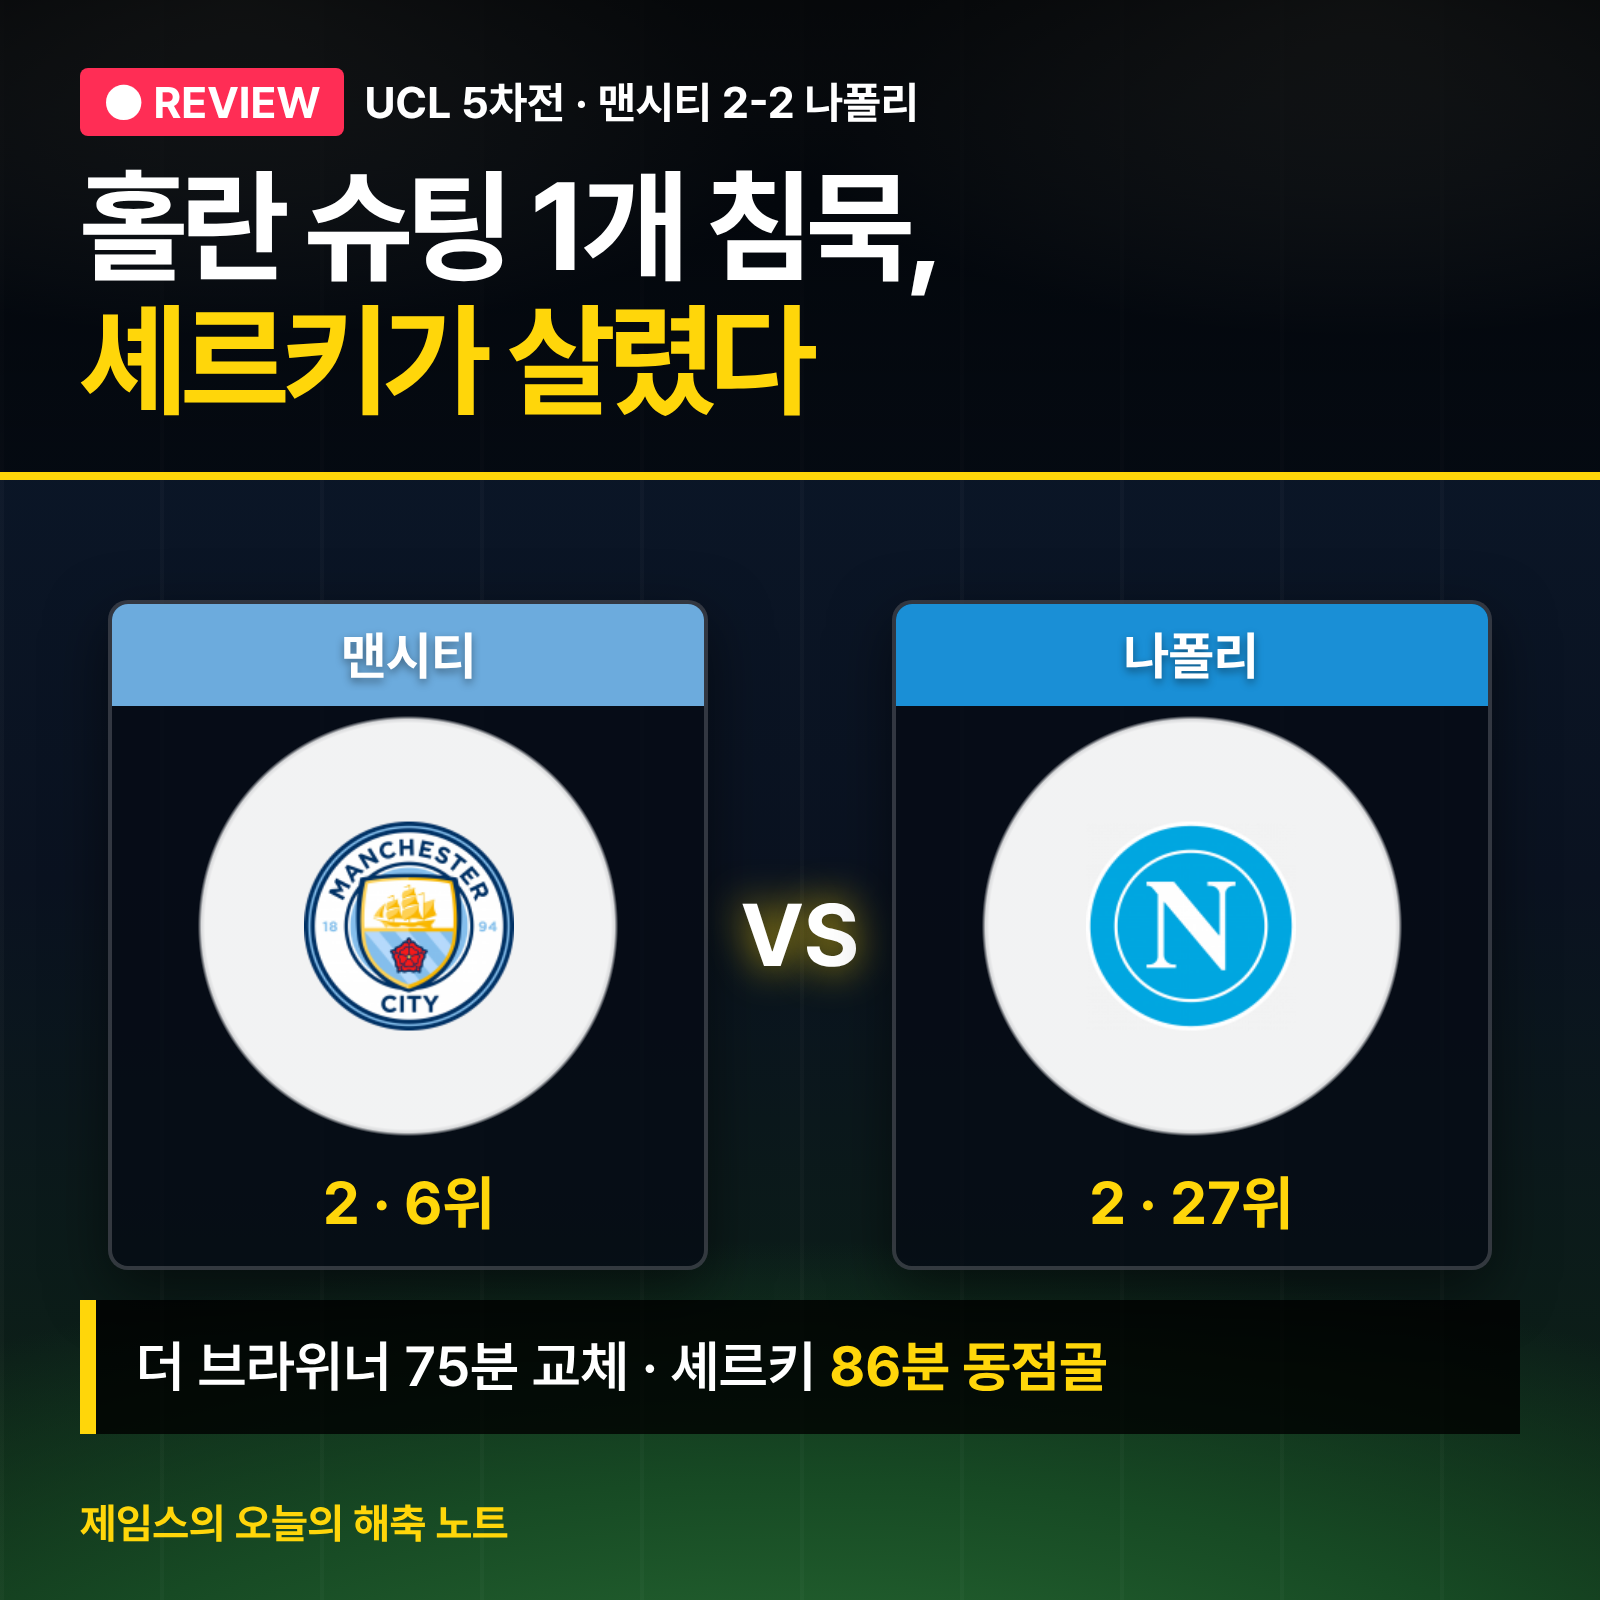 REVIEW UCL 5차전 · 맨시티 2-2 나폴리
홀란 슈팅 1개 침묵,
셰르키가 살렸다
맨시티
나폴리
MANCHESTER
18 94
CITY
VS
N
2 · 6위
2 · 27위
더 브라위너 75분 교체 · 셰르키 86분 동점골
제임스의 오늘의 해축 노트